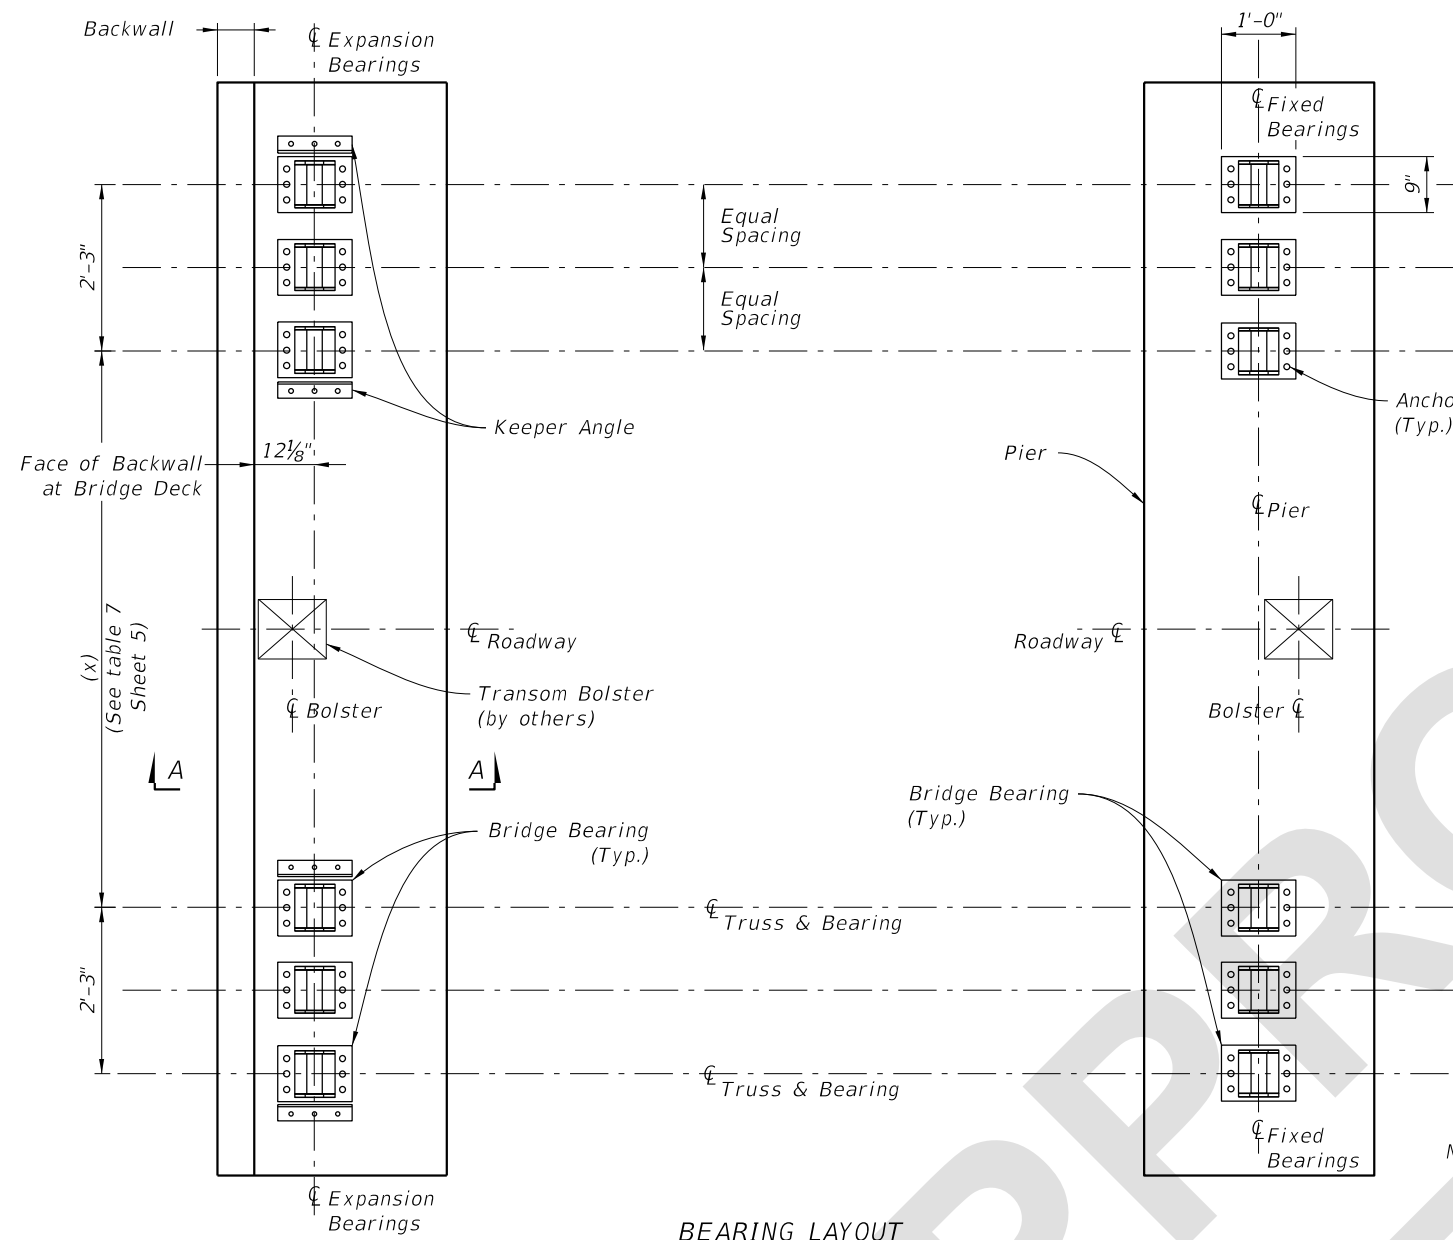 Backwall
℄ Expansion
Bearings
1'-0"
℄ Fixed
Bearings
9"
Equal
Spacing
2'-3"
Equal
Spacing
Keeper Angle
(Typ.)
12⅛"
Face of Backwall
at Bridge Deck
Pier
℄ Pier
(x)
(See table 7
Sheet 5)
℄ Roadway
Roadway ℄
Transom Bolster
(by others)
℄ Bolster
Bolster ℄
A
A
Bridge Bearing
(Typ.)
Bridge Bearing
(Typ.)
℄ Truss & Bearing
2'-3"
℄ Truss & Bearing
℄ Fixed
Bearings
℄ Expansion
Bearings
BEARING LAYOUT